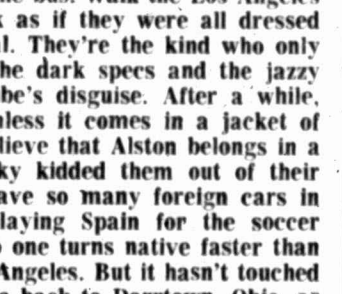 as if they were all dressed
l. They're the kind who only
he dark specs and the jazzy
be's disguise. After a while,
less it comes in a jacket of
lieve that Alston belongs in a
ky kidded them out of their
ave so many foreign cars in
laying Spain for the soccer
one turns native faster than
Angeles. But it hasn't touched